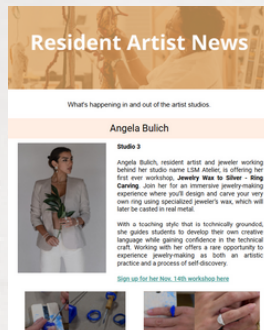 Resident Artist News
What's happening in and out of the artist studios.
Angela Bulich
Studio 3
Angela Bulich, resident artist and jeweler working
behind her studio name LSM Atelier, is offering her
first ever workshop, Jewelry Wax to Silver - Ring
Carving. Join her for an immersive jewelry-making
experience where you'll design and carve your very
own ring using specialized jeweler's wax, which will
later be casted in real metal.
With a teaching style that is technically grounded,
she guides students to develop their own creative
language while gaining confidence in the technical
craft. Working with her offers a rare opportunity to
experience jewelry-making as both an artistic
practice and a process of self-discovery.
Sign up for her Nov. 14th workshop here